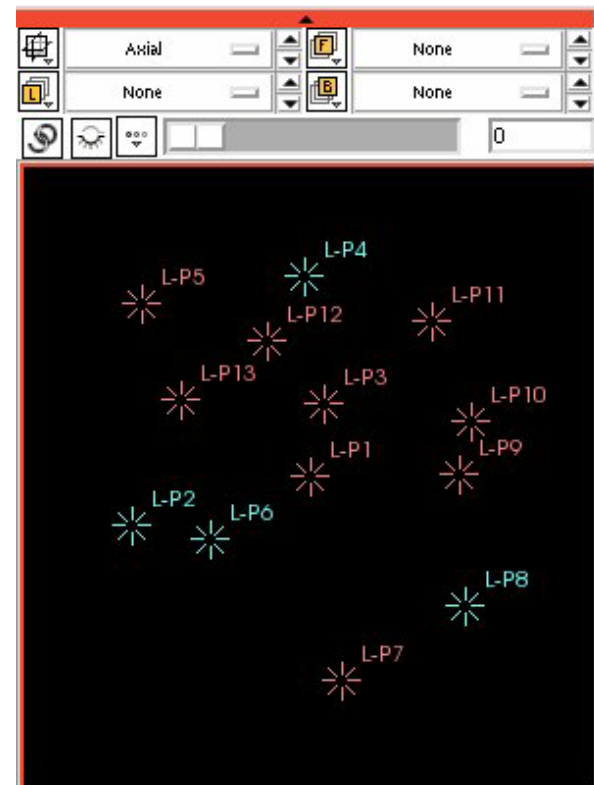 Axial
F
None
L
None
B
None
0
L-P4
L-P5
L-P11
L-P12
L-P13
L-P3
L-P10
L-P1
L-P9
L-P2
L-P6
L-P8
L-P7